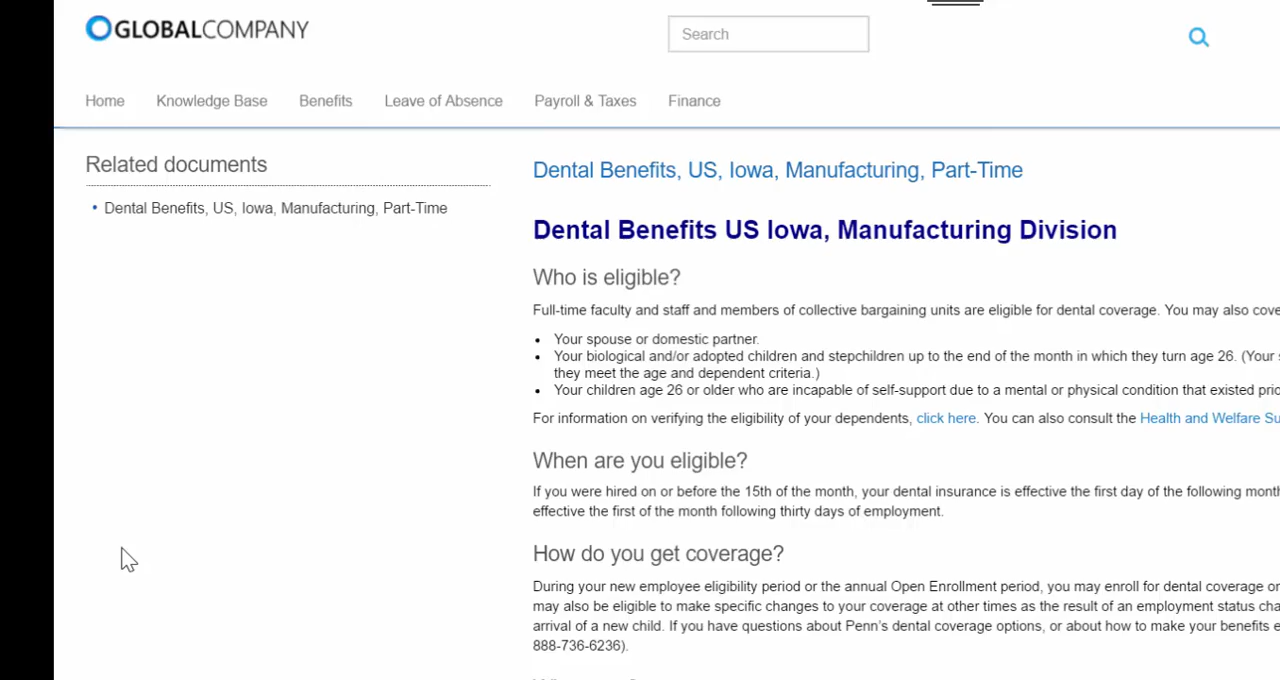 GLOBALCOMPANY
Search
Home Knowledge Base Benefits Leave of Absence Payroll & Taxes Finance
Related documents
• Dental Benefits, US, Iowa, Manufacturing, Part-Time
Dental Benefits, US, Iowa, Manufacturing, Part-Time
Dental Benefits US Iowa, Manufacturing Division
Who is eligible?
Full-time faculty and staff and members of collective bargaining units are eligible for dental coverage. You may also
• Your spouse or domestic partner.
• Your biological and/or adopted children and stepchildren up to the end of the month in which they turn age 26. (Your
they meet the age and dependent criteria.)
• Your children age 26 or older who are incapable of self-support due to a mental or physical condition that existed
For information on verifying the eligibility of your dependents, click here. You can also consult the Health and Welfare
When are you eligible?
If you were hired on or before the 15th of the month, your dental insurance is effective the first day of the following
effective the first of the month following thirty days of employment.
How do you get coverage?
During your new employee eligibility period or the annual Open Enrollment period, you may enroll for dental coverage
may also be eligible to make specific changes to your coverage at other times as the result of an employment status
arrival of a new child. If you have questions about Penn's dental coverage options, or about how to make your benefits
888-736-6236).